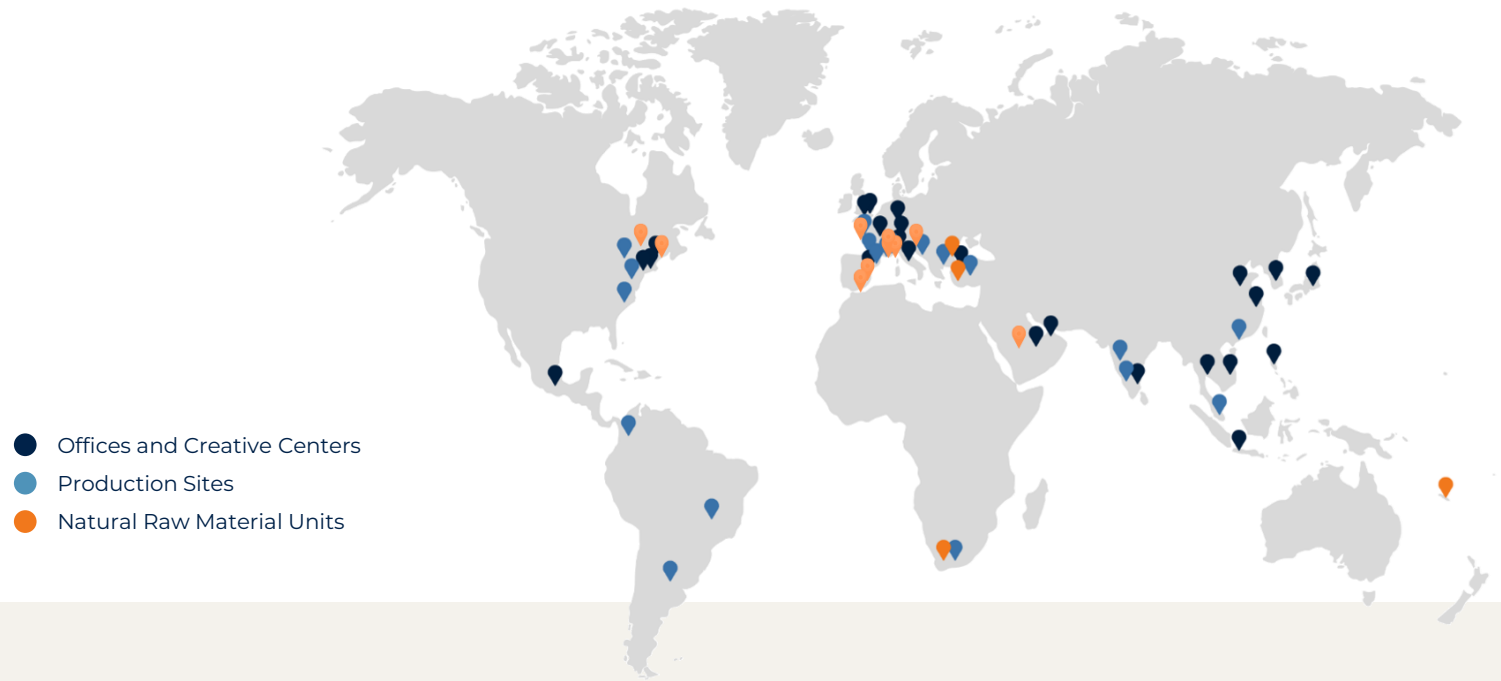 Offices and Creative Centers
Production Sites
Natural Raw Material Units